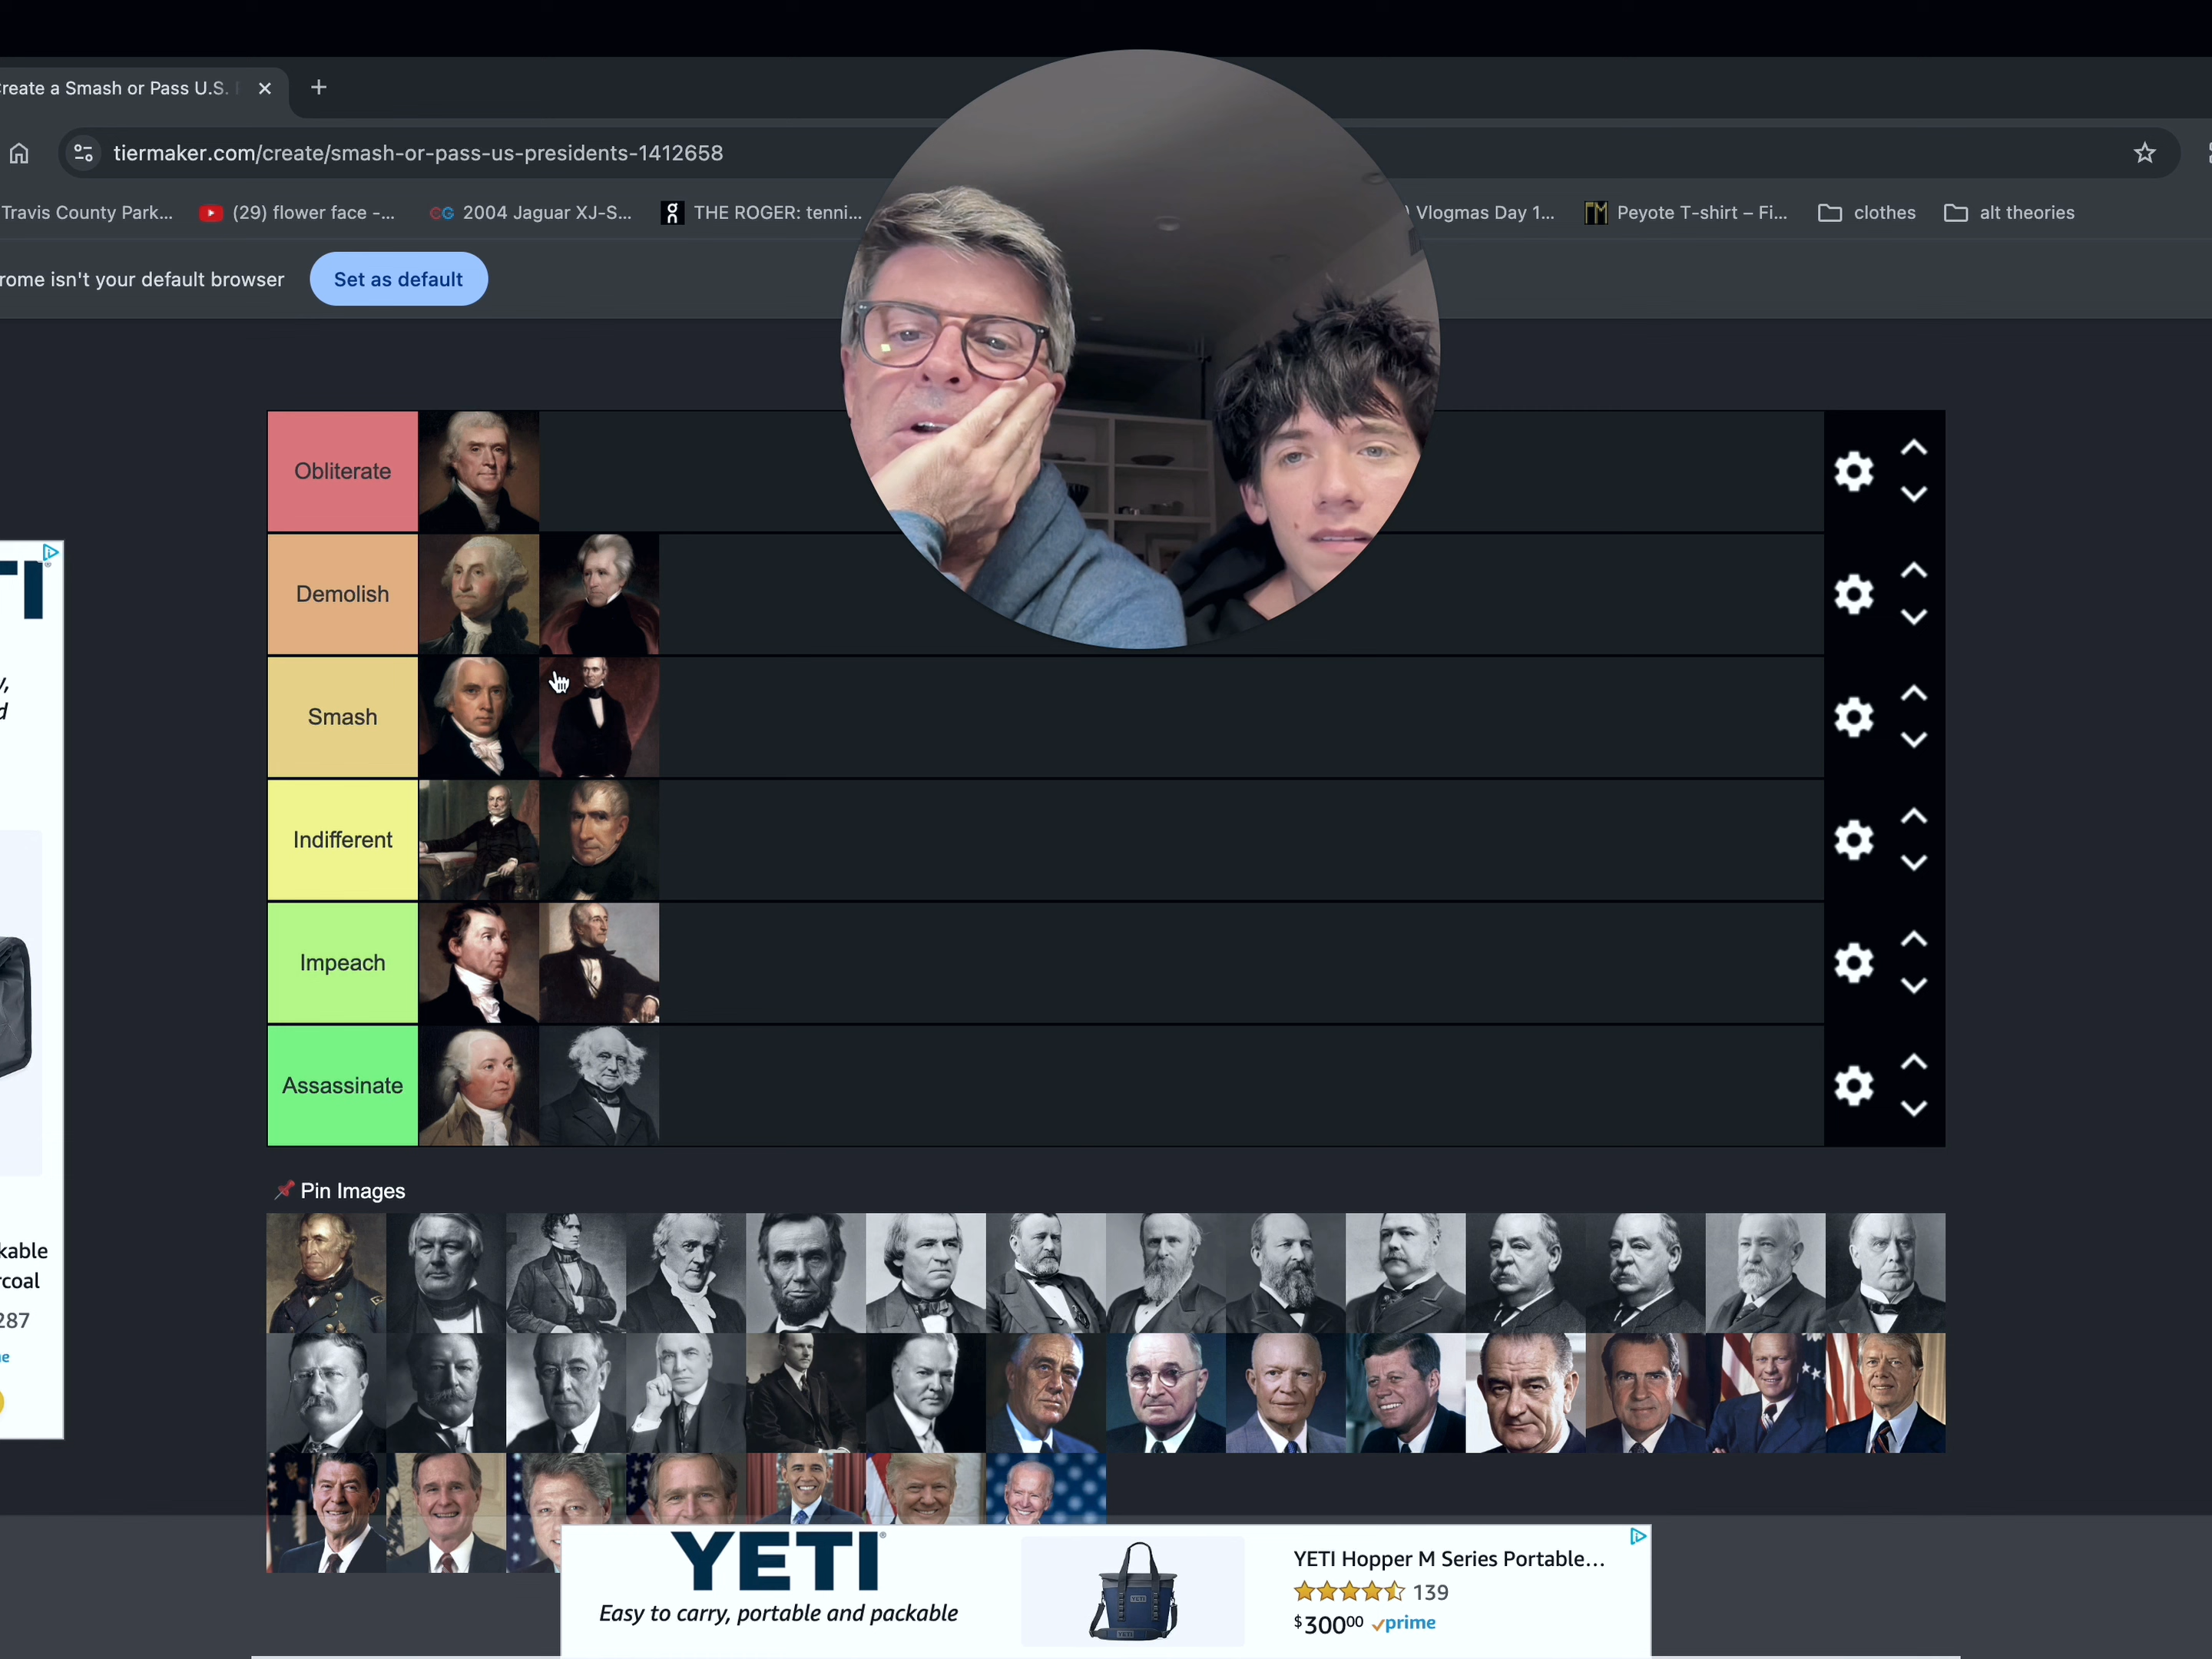 reate a Smash or Pass U.S.
tiermaker.com/create/smash-or-pass-us-presidents-1412658
Travis County Park...
(29) flower face -...
CG 2004 Jaguar XJ-S...
THE ROGER: tenni...
) Vlogmas Day 1...
Peyote T-shirt – Fi...
clothes
alt theories
rome isn't your default browser
Set as default
Obliterate
Demolish
Smash
Indifferent
Impeach
Assassinate
TI
y,
d
kable
rcoal
287
e
Pin Images
YETI®
Easy to carry, portable and packable
YETI Hopper M Series Portable...
139
$300⁰⁰ prime